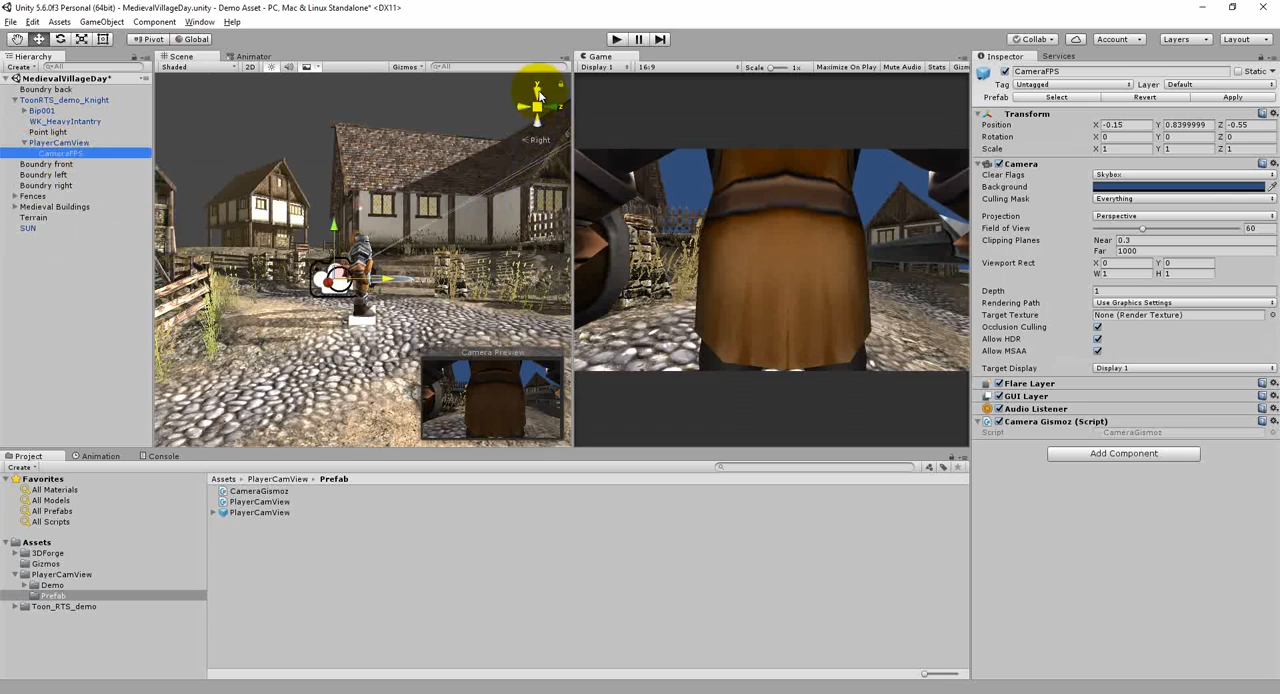 Unity 5.6.0f3 Personal (64bit) - MedievalVillageDay.unity - Demo Asset - PC, Mac & Linux Standalone* <DX11>
File Edit Assets GameObject Component Window Help
Pivot Global Collab Account Layers Layout
Hierarchy
Create All
MedievalVillageDay*
Boundry back
ToonRTS_demo_Knight
Bip001
WK_HeavyIntantry
Point light
PlayerCamView
CameraFPS
Boundry front
Boundry left
Boundry right
Fences
Medieval Buildings
Terrain
SUN
Scene Animator
Shaded 2D Gizmos All
y
z
Right
Camera Preview
Game
Display 1 16:9 Scale 1x Maximize On Play Mute Audio Stats Gizm
Inspector Services
CameraFPS Static
Tag Untagged Layer Default
Prefab Select Revert Apply
Transform
Position X -0.15 Y 0.8399999 Z -0.55
Rotation X 0 Y 0 Z 0
Scale X 1 Y 1 Z 1
Camera
Clear Flags Skybox
Background
Culling Mask Everything
Projection Perspective
Field of View 60
Clipping Planes Near 0.3
Far 1000
Viewport Rect X 0 Y 0
W 1 H 1
Depth 1
Rendering Path Use Graphics Settings
Target Texture None (Render Texture)
Occlusion Culling
Allow HDR
Allow MSAA
Target Display Display 1
Flare Layer
GUI Layer
Audio Listener
Camera Gismoz (Script)
Script CameraGismoz
Add Component
Project Animation Console
Create
Favorites
All Materials
All Models
All Prefabs
All Scripts
Assets
3DForge
Gizmos
PlayerCamView
Demo
Prefab
Toon_RTS_demo
Assets PlayerCamView Prefab
CameraGismoz
PlayerCamView
PlayerCamView